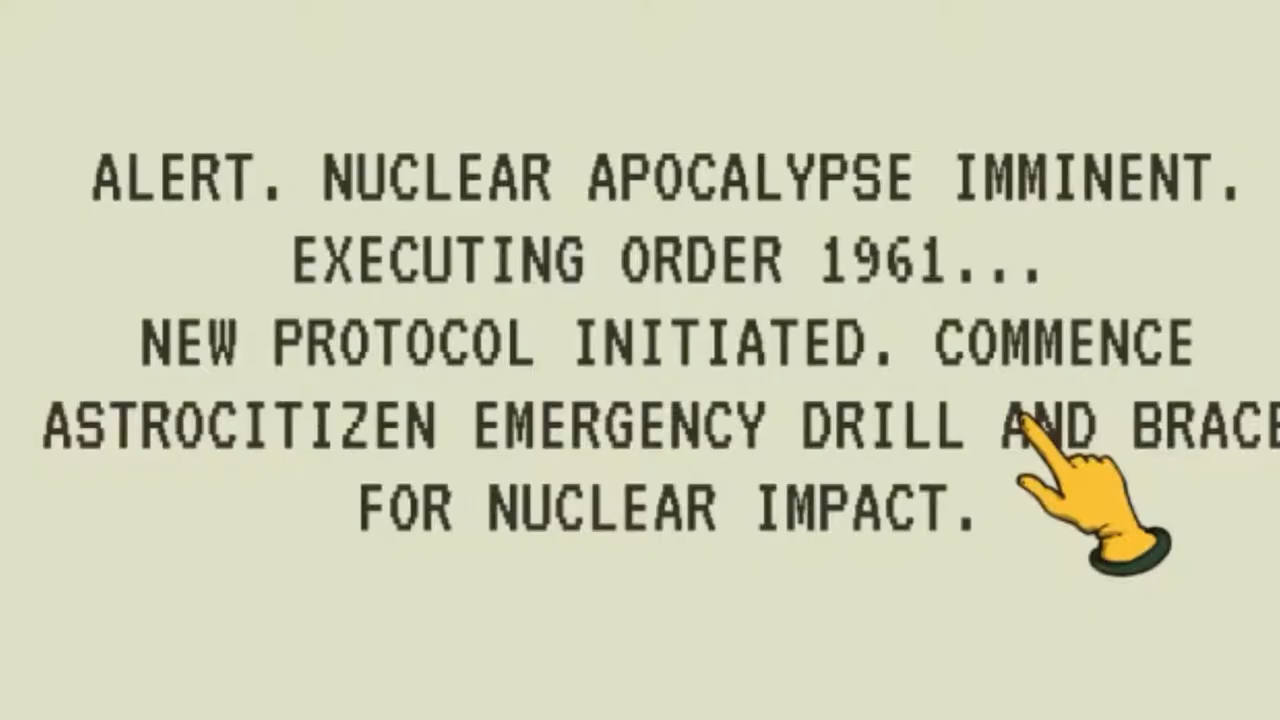 ALERT. NUCLEAR APOCALYPSE IMMINENT.
EXECUTING ORDER 1961...
NEW PROTOCOL INITIATED. COMMENCE
ASTROCITIZEN EMERGENCY DRILL AND BRACE
FOR NUCLEAR IMPACT.